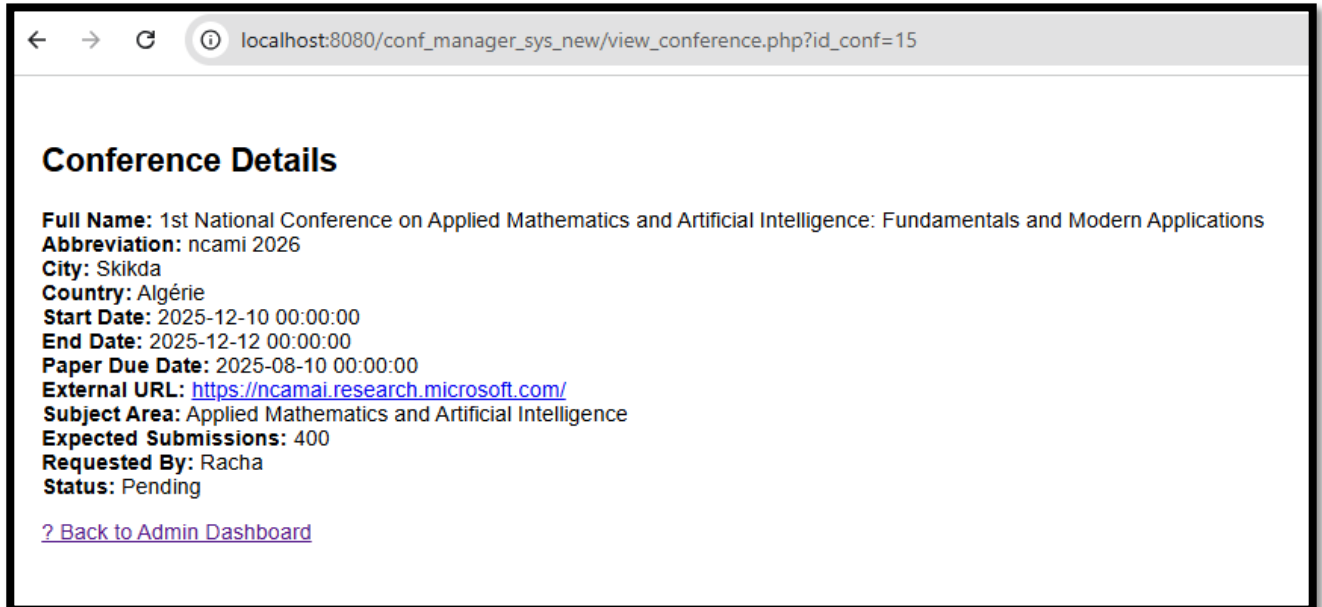 localhost:8080/conf_manager_sys_new/view_conference.php?id_conf=15
Conference Details
Full Name: 1st National Conference on Applied Mathematics and Artificial Intelligence: Fundamentals and Modern Applications
Abbreviation: ncami 2026
City: Skikda
Country: Algérie
Start Date: 2025-12-10 00:00:00
End Date: 2025-12-12 00:00:00
Paper Due Date: 2025-08-10 00:00:00
External URL: https://ncamai.research.microsoft.com/
Subject Area: Applied Mathematics and Artificial Intelligence
Expected Submissions: 400
Requested By: Racha
Status: Pending
? Back to Admin Dashboard